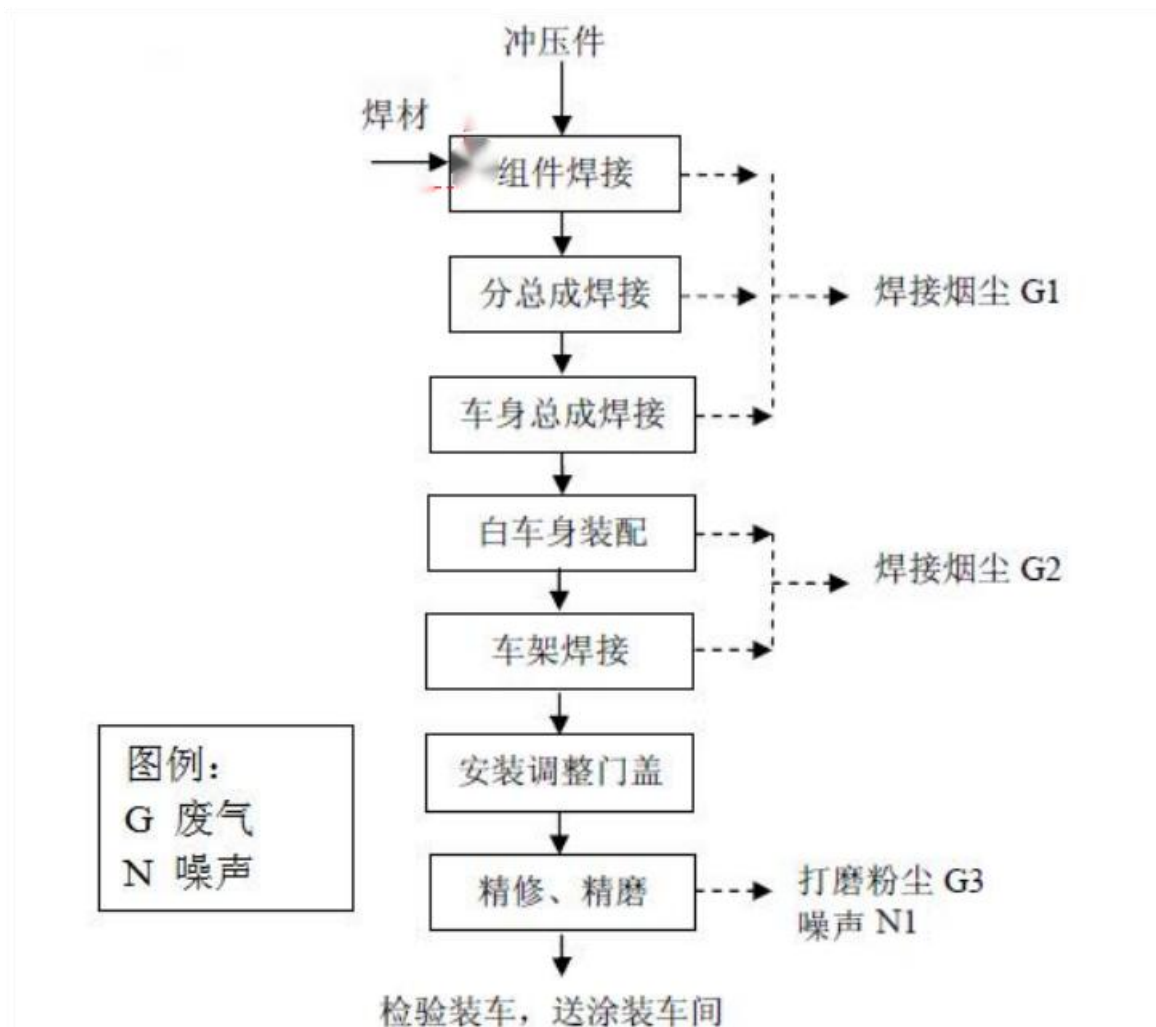 冲压件
焊材
组件焊接
分总成焊接
焊接烟尘 G1
车身总成焊接
白车身装配
焊接烟尘 G2
车架焊接
安装调整门盖
图例：
G 废气
N 噪声
精修、精磨
打磨粉尘 G3
噪声 N1
检验装车，送涂装车间